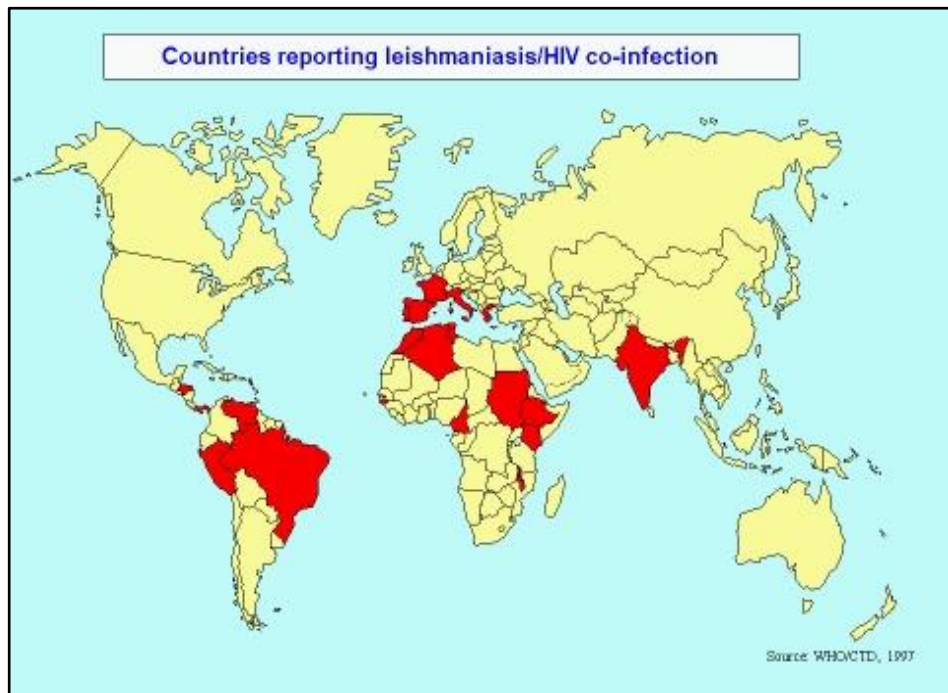 Countries reporting leishmaniasis/HIV co-infection
Source: WHO/CTD, 1997